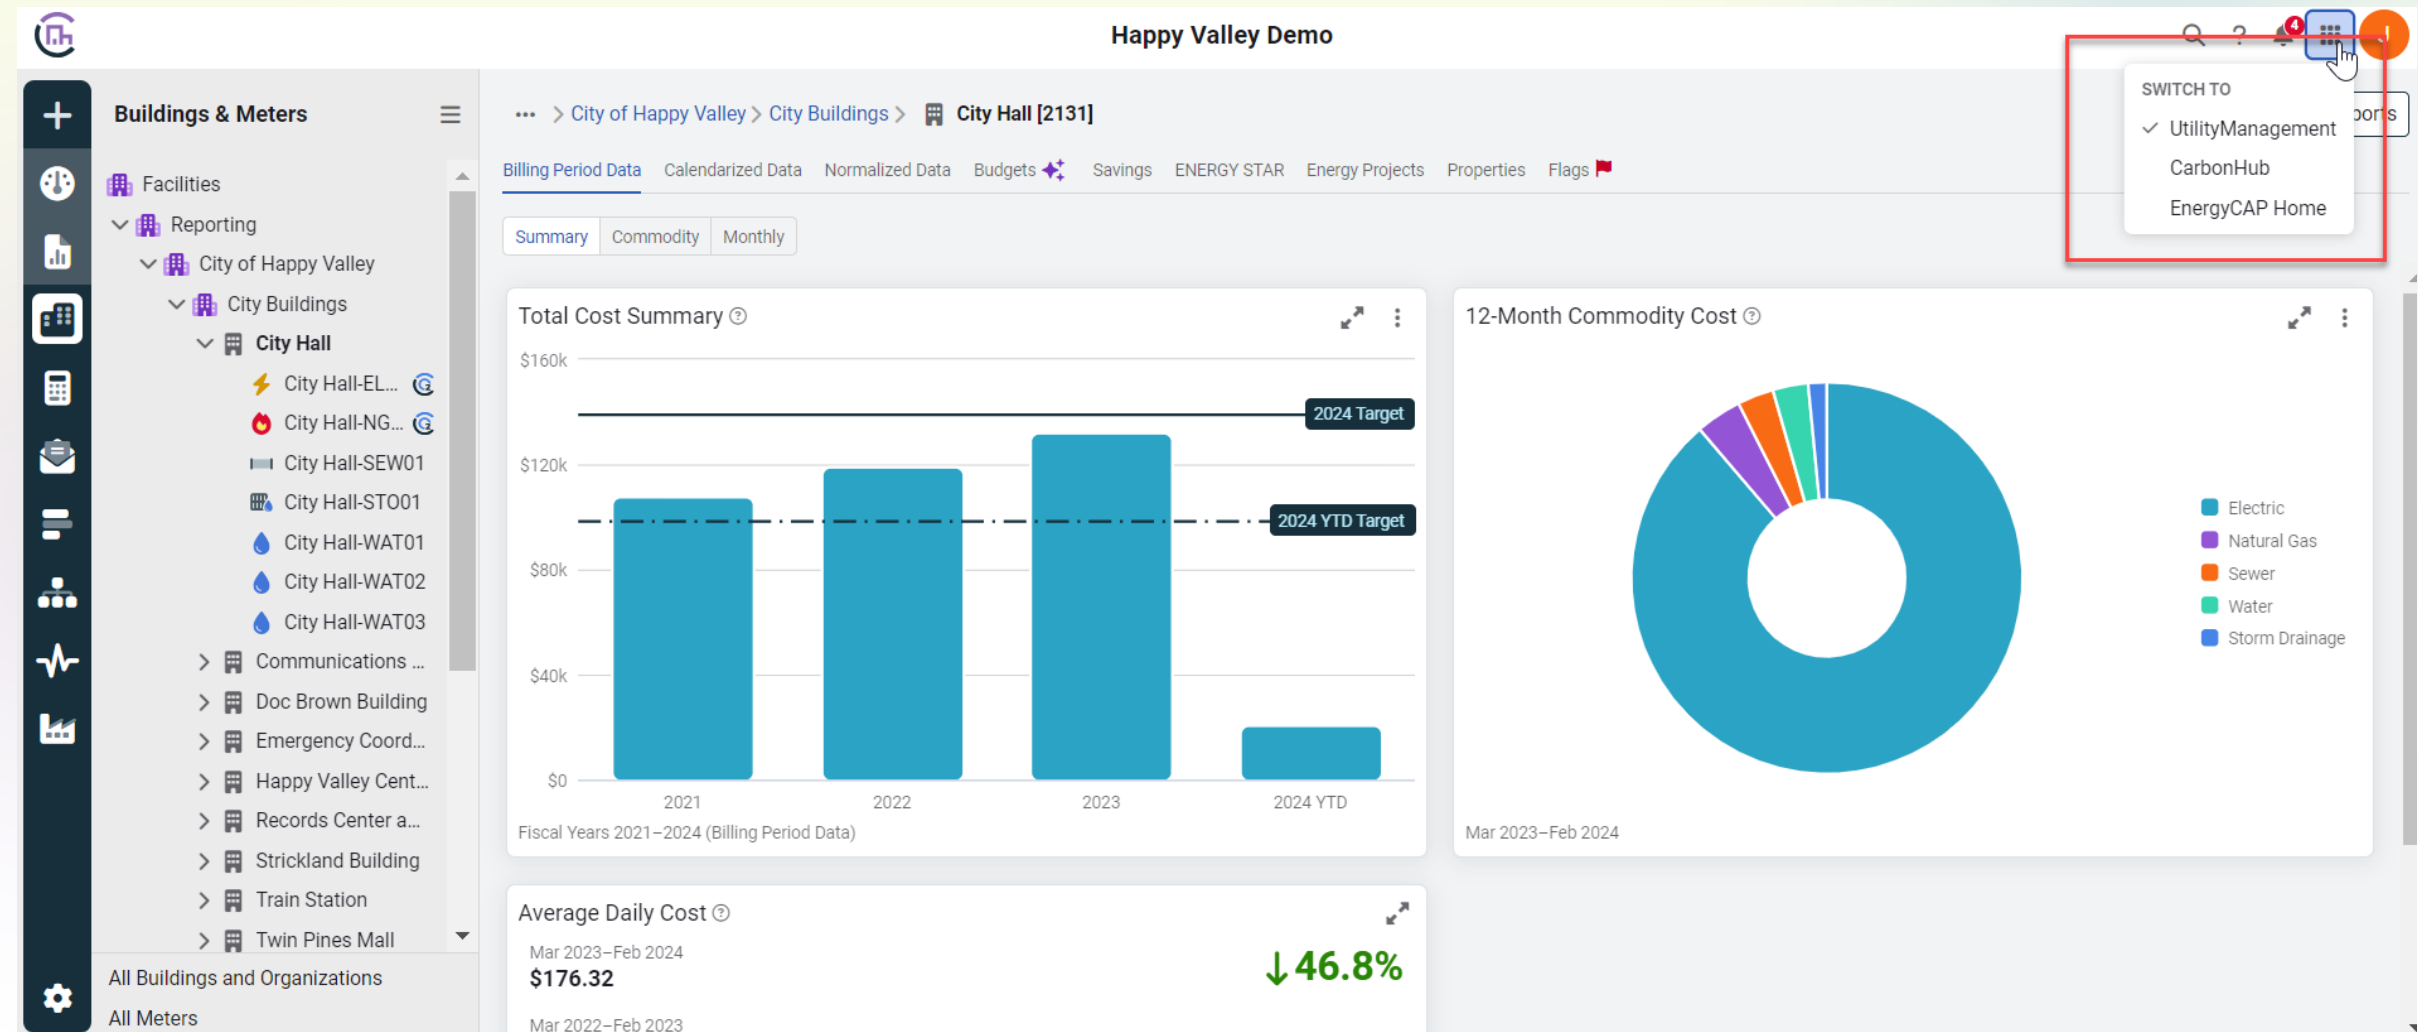 Happy Valley Demo
4
J
SWITCH TO
UtilityManagement
CarbonHub
EnergyCAP Home
Buildings & Meters
Facilities
Reporting
City of Happy Valley
City Buildings
City Hall
City Hall-EL...
City Hall-NG...
City Hall-SEW01
City Hall-STO01
City Hall-WAT01
City Hall-WAT02
City Hall-WAT03
Communications ...
Doc Brown Building
Emergency Coord...
Happy Valley Cent...
Records Center a...
Strickland Building
Train Station
Twin Pines Mall
All Buildings and Organizations
All Meters
... > City of Happy Valley > City Buildings > City Hall [2131]
Billing Period Data Calendarized Data Normalized Data Budgets Savings ENERGY STAR Energy Projects Properties Flags
Summary Commodity Monthly
Total Cost Summary
$160k
2024 Target
$120k
2024 YTD Target
$80k
$40k
$0
2021 2022 2023 2024 YTD
Fiscal Years 2021–2024 (Billing Period Data)
12-Month Commodity Cost
Electric
Natural Gas
Sewer
Water
Storm Drainage
Mar 2023–Feb 2024
Average Daily Cost
Mar 2023–Feb 2024
$176.32
46.8%
Mar 2022–Feb 2023